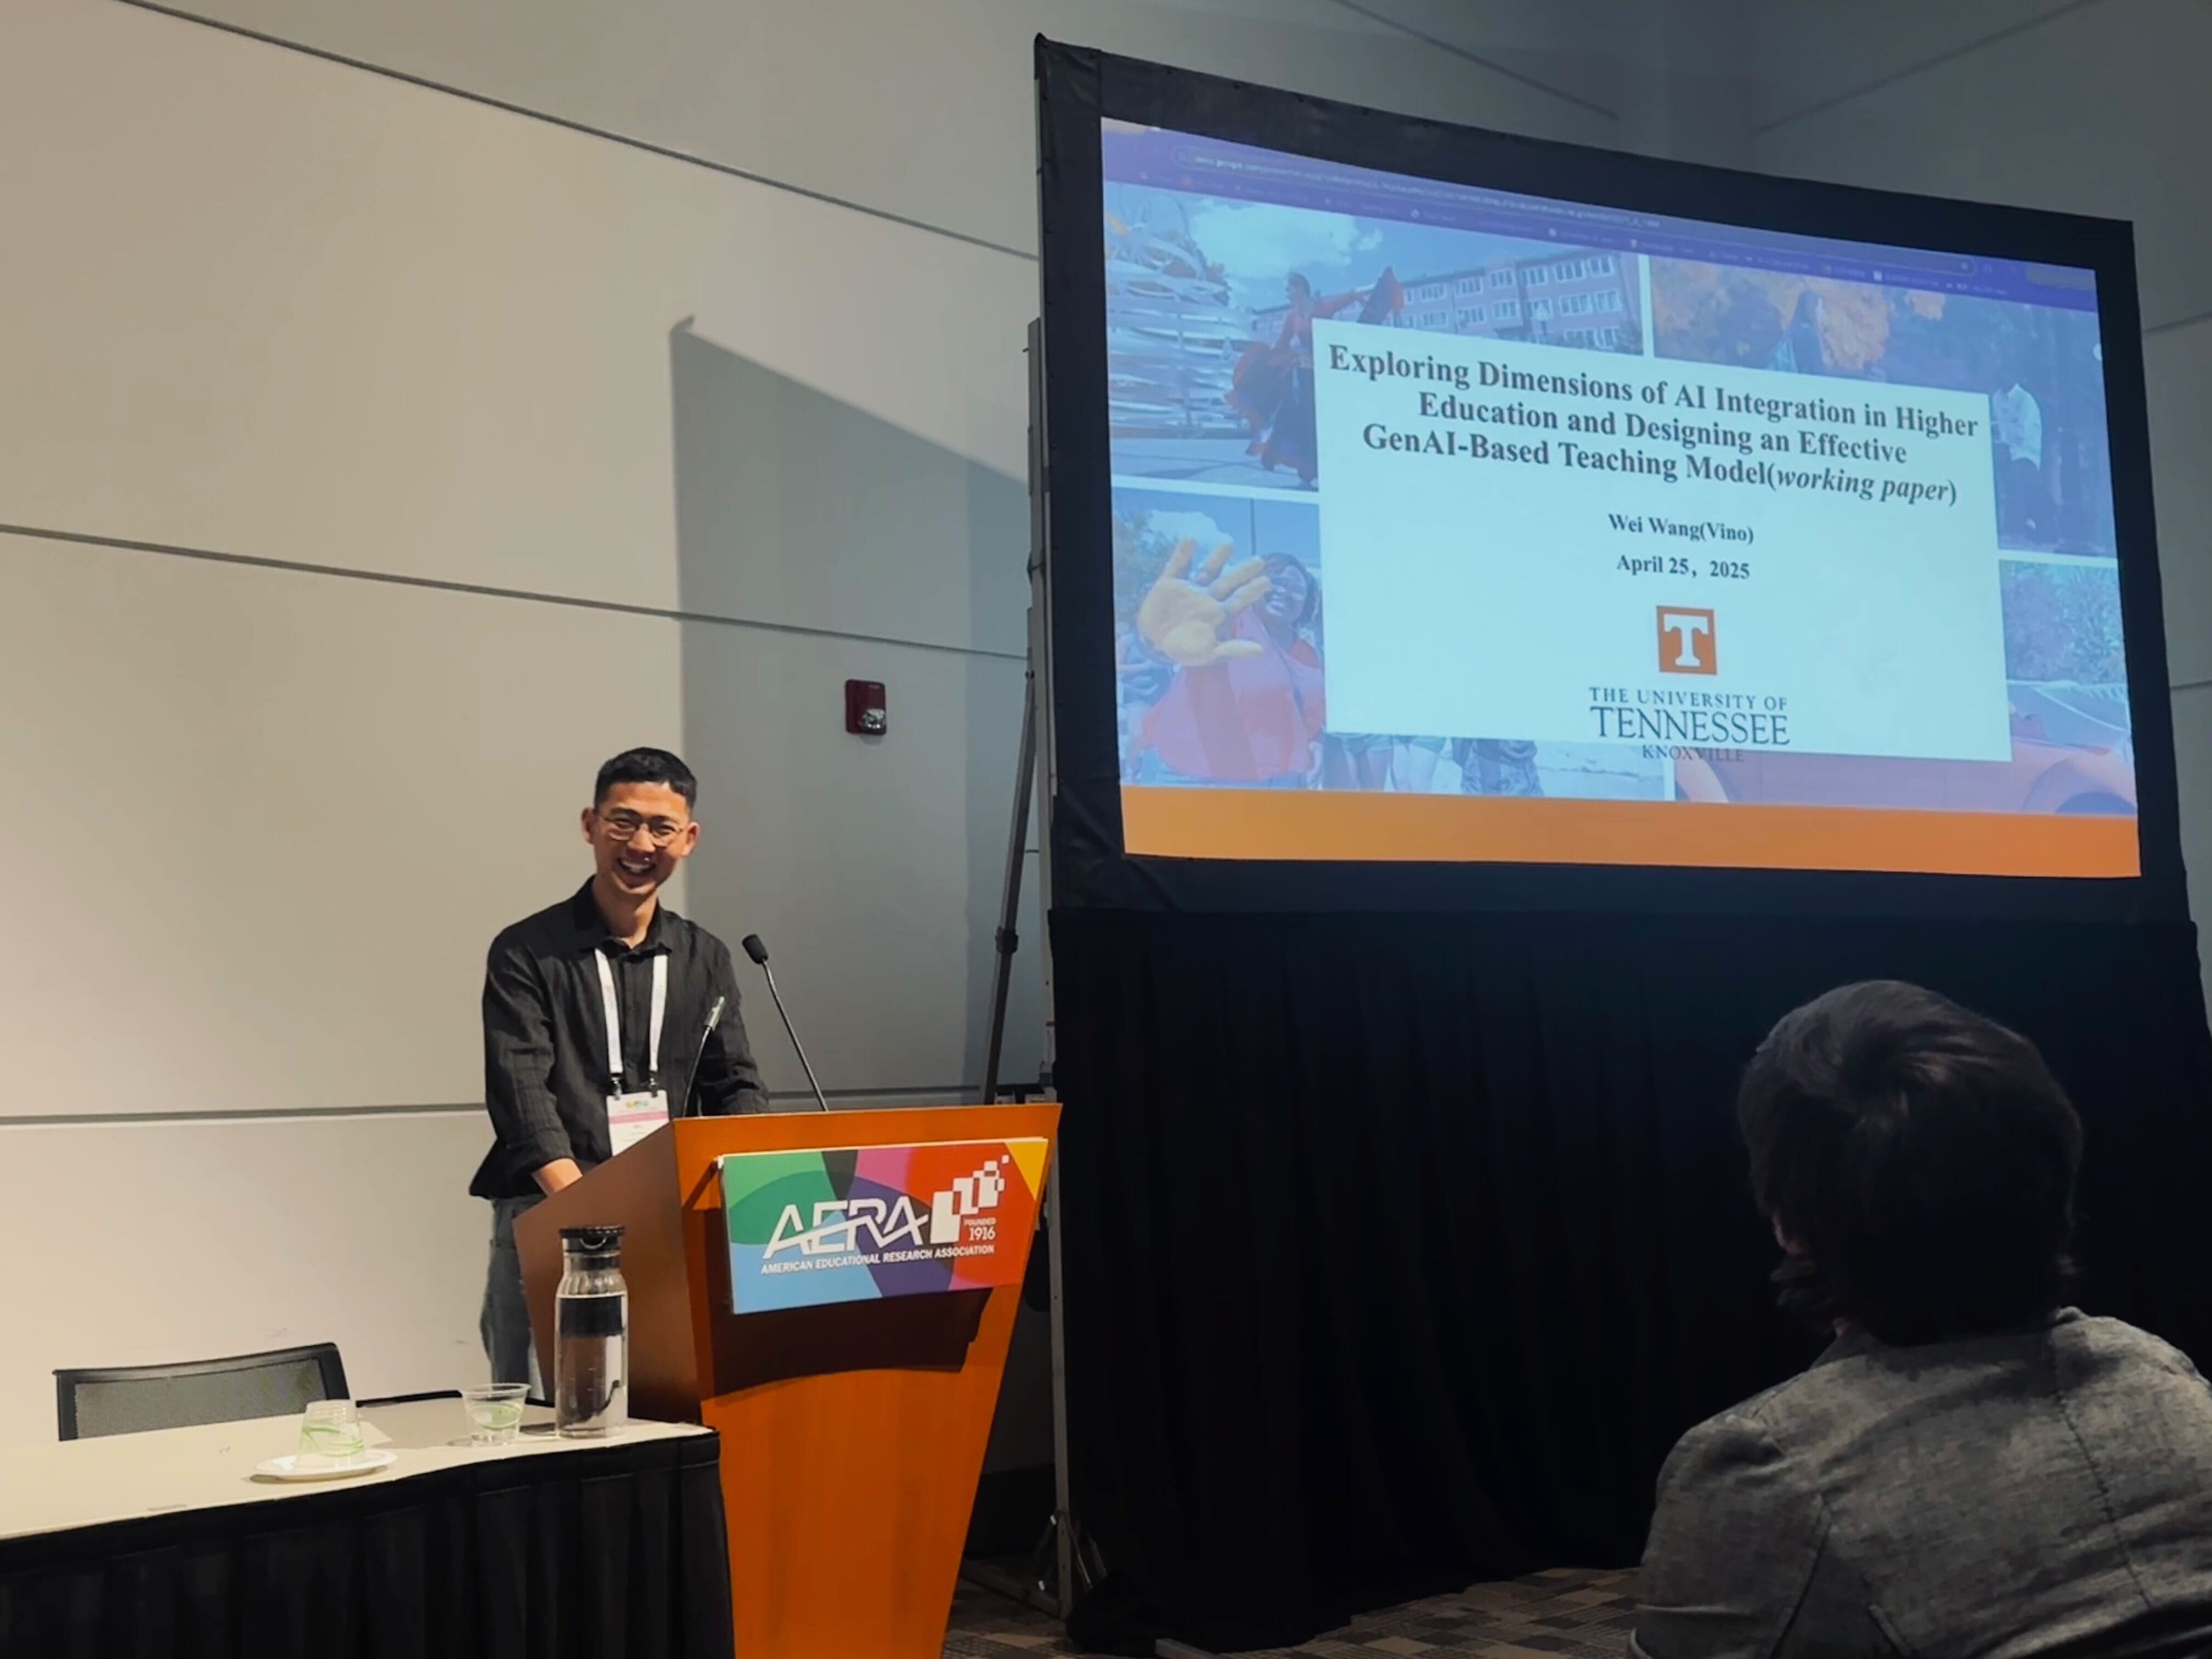 Exploring Dimensions of AI Integration in Higher
Education and Designing an Effective
GenAI-Based Teaching Model(working paper)
Wei Wang(Vino)
April 25, 2025
T
THE UNIVERSITY OF
TENNESSEE
KNOXVILLE
AERA
FOUNDED
1916
AMERICAN EDUCATIONAL RESEARCH ASSOCIATION